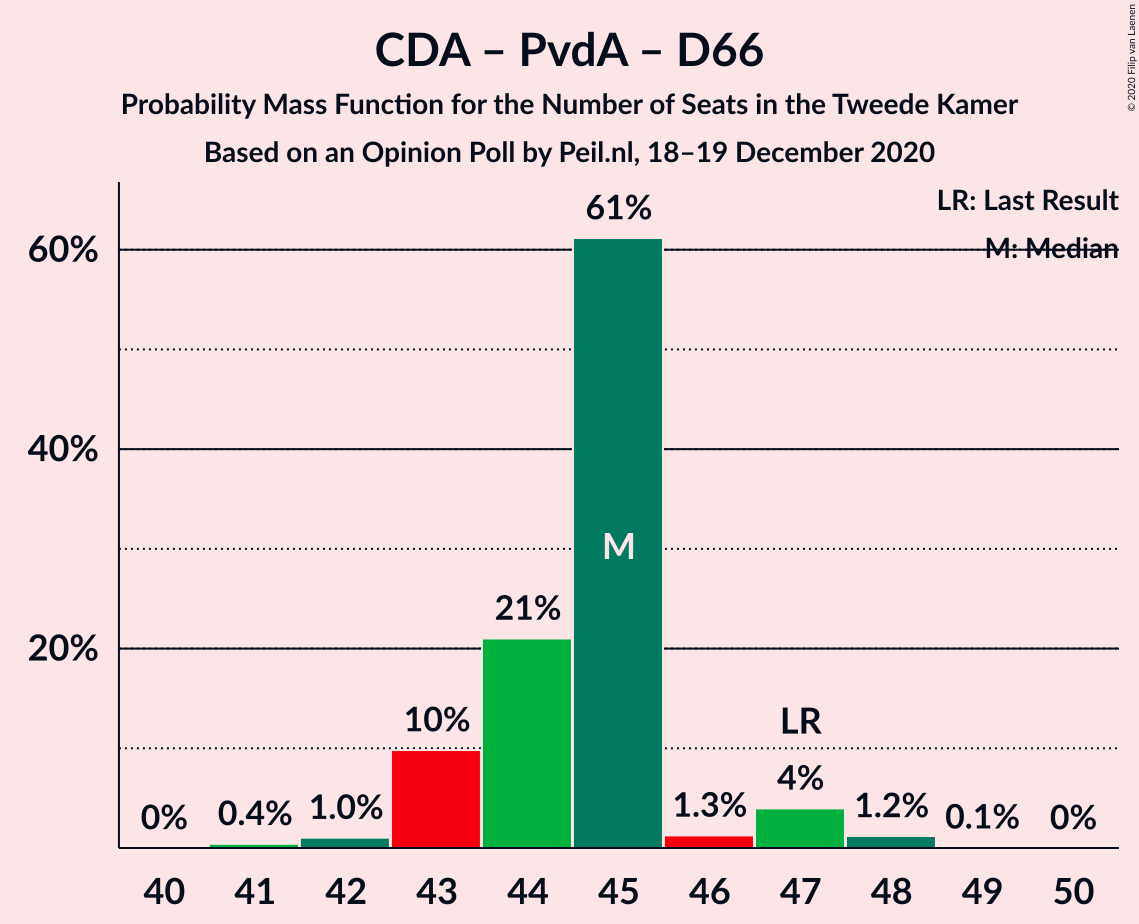 CDA – PvdA – D66
Probability Mass Function for the Number of Seats in the Tweede Kamer
Based on an Opinion Poll by Peil.nl, 18–19 December 2020
© 2020 Filip van Laenen
LR: Last Result
M: Median
60%
40%
20%
0%
0.4%
1.0%
10%
21%
61%
M
1.3%
LR
4%
1.2%
0.1%
0%
40 41 42 43 44 45 46 47 48 49 50